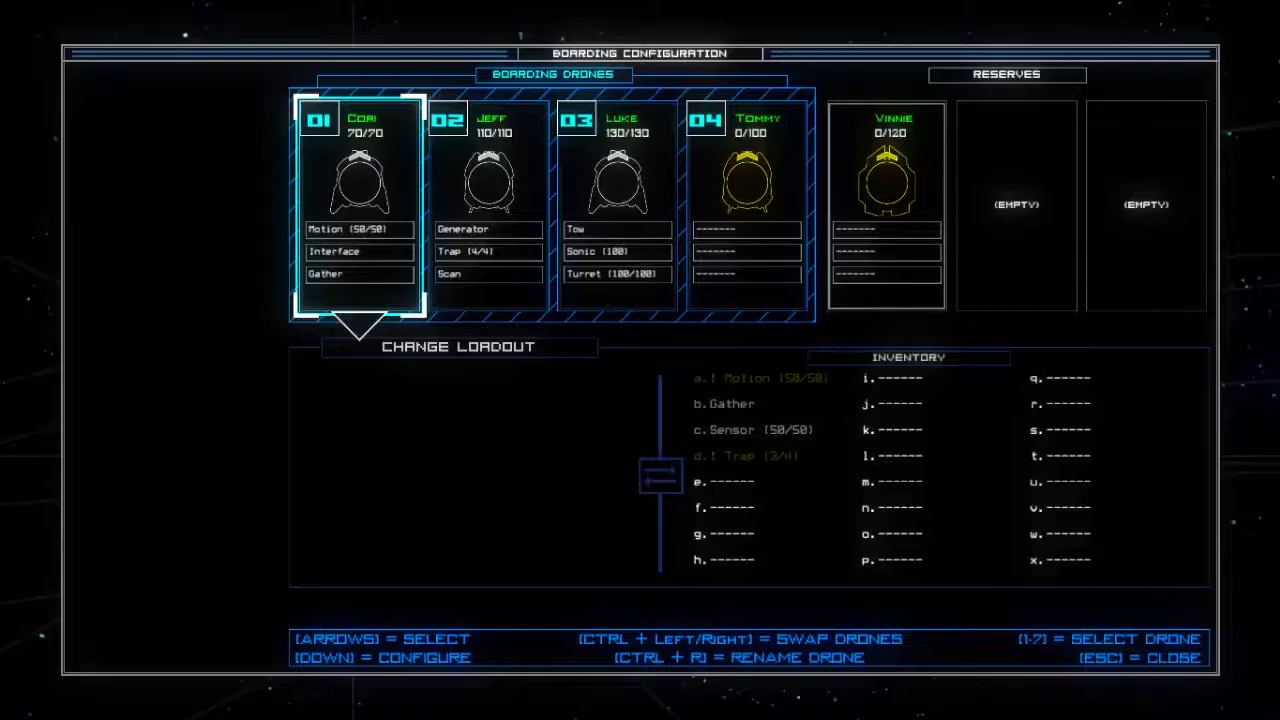 BOARDING CONFIGURATION
BOARDING DRONES
RESERVES
01 CORI 70/70
02 JEFF 110/110
03 LUKE 130/130
04 TOMMY 0/100
VINNIE 0/120
Motion (50/50)
Interface
Gather
Generator
Trap (4/4)
Scan
Tow
Sonic (100)
Turret (100/100)
-------
-------
-------
-------
-------
-------
(EMPTY)
(EMPTY)
CHANGE LOADOUT
INVENTORY
a.! Motion (50/50)
b.Gather
c.Sensor (50/50)
d.! Trap (3/4)
e.------
f.------
g.------
h.------
i.------
j.------
k.------
l.------
m.------
n.------
o.------
p.------
q.------
r.------
s.------
t.------
u.------
v.------
w.------
x.------
[ARROWS] = SELECT
[CTRL + LEFT/RIGHT] = SWAP DRONES
[1-7] = SELECT DRONE
[DOWN] = CONFIGURE
[CTRL + R] = RENAME DRONE
[ESC] = CLOSE